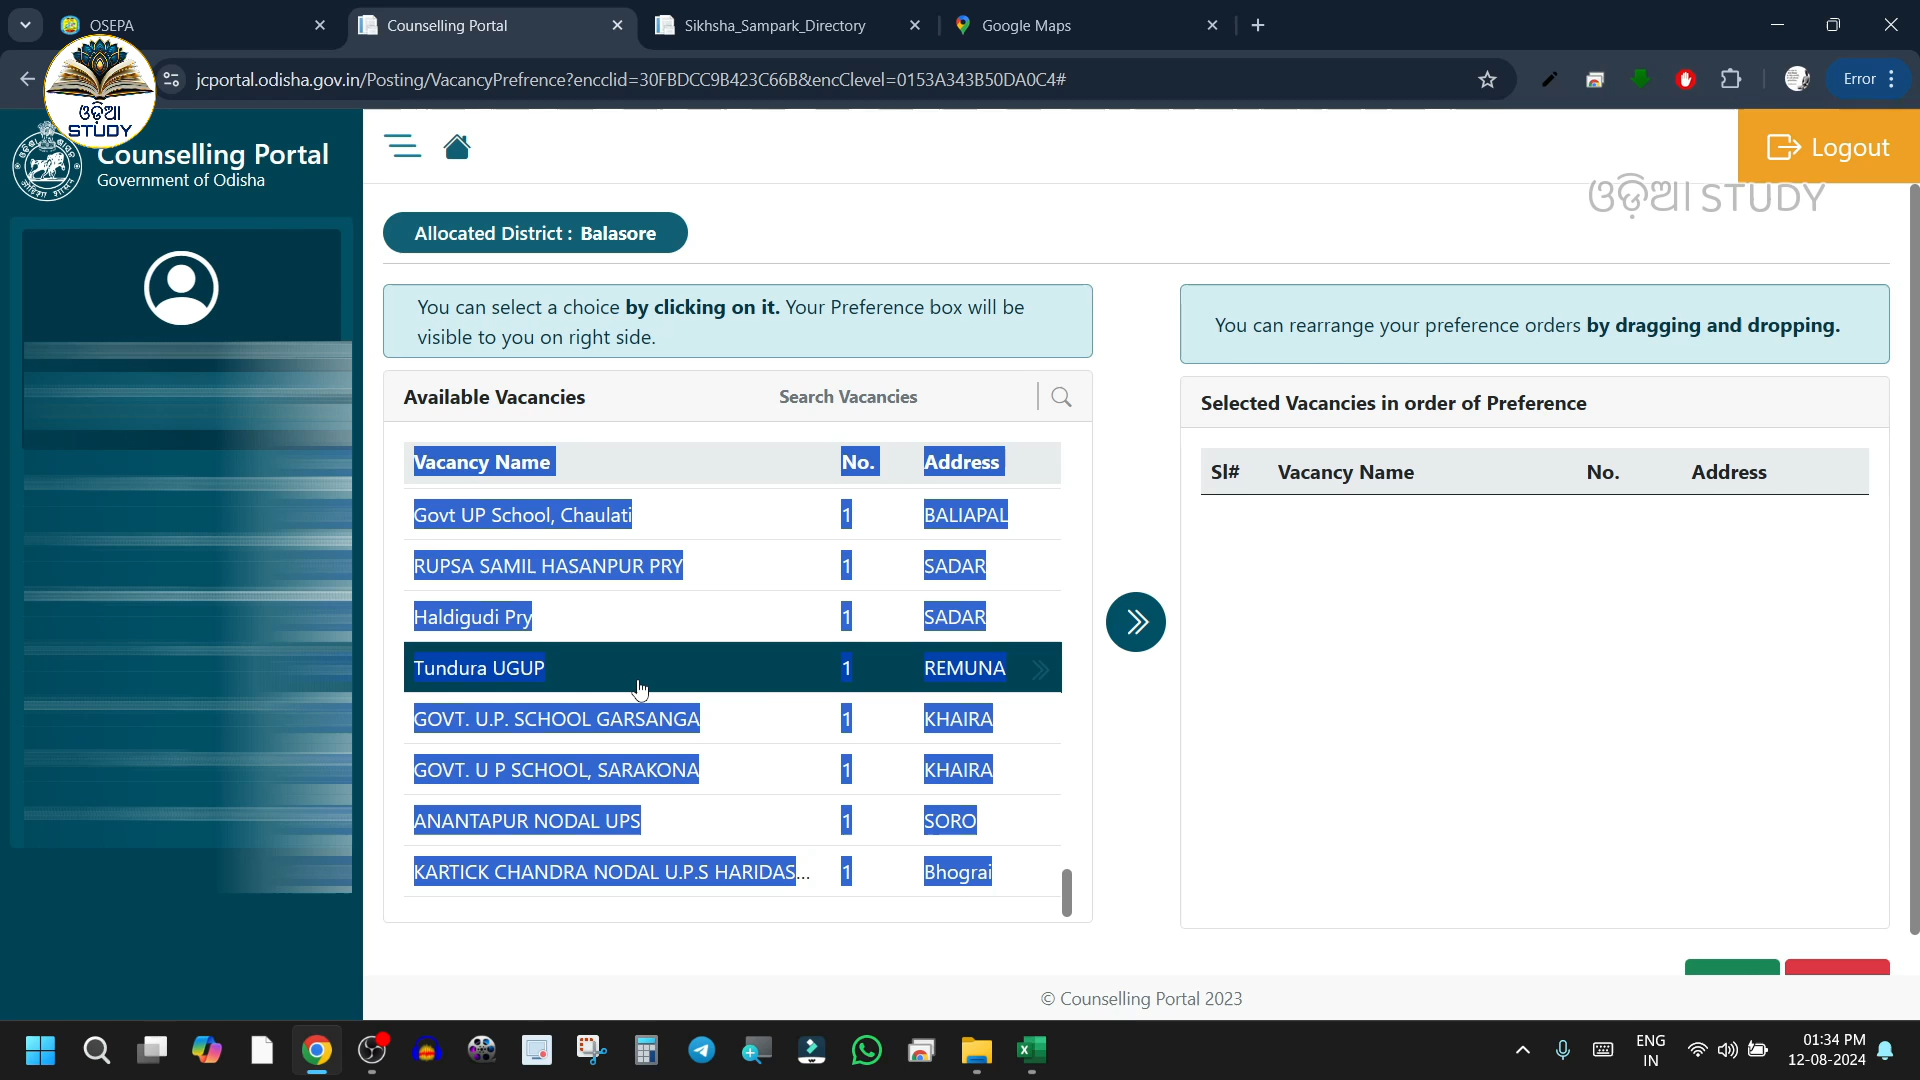 OSEPA
Counselling Portal
Sikhsha_Sampark_Directory
Google Maps
jcportal.odisha.gov.in/Posting/VacancyPrefrence?encclid=30FBDCC9B423C66B&encClevel=0153A343B50DA0C4#
Error
ଓଡ଼ିଆ
STUDY
Counselling Portal
Government of Odisha
Logout
ଓଡ଼ିଆ STUDY
Allocated District : Balasore
You can select a choice by clicking on it. Your Preference box will be
visible to you on right side.
You can rearrange your preference orders by dragging and dropping.
Available Vacancies
Search Vacancies
Vacancy Name No. Address
Govt UP School, Chaulati 1 BALIAPAL
RUPSA SAMIL HASANPUR PRY 1 SADAR
Haldigudi Pry 1 SADAR
Tundura UGUP 1 REMUNA
GOVT. U.P. SCHOOL GARSANGA 1 KHAIRA
GOVT. U P SCHOOL, SARAKONA 1 KHAIRA
ANANTAPUR NODAL UPS 1 SORO
KARTICK CHANDRA NODAL U.P.S HARIDAS... 1 Bhograi
Selected Vacancies in order of Preference
Sl# Vacancy Name No. Address
© Counselling Portal 2023
ENG
IN
01:34 PM
12-08-2024